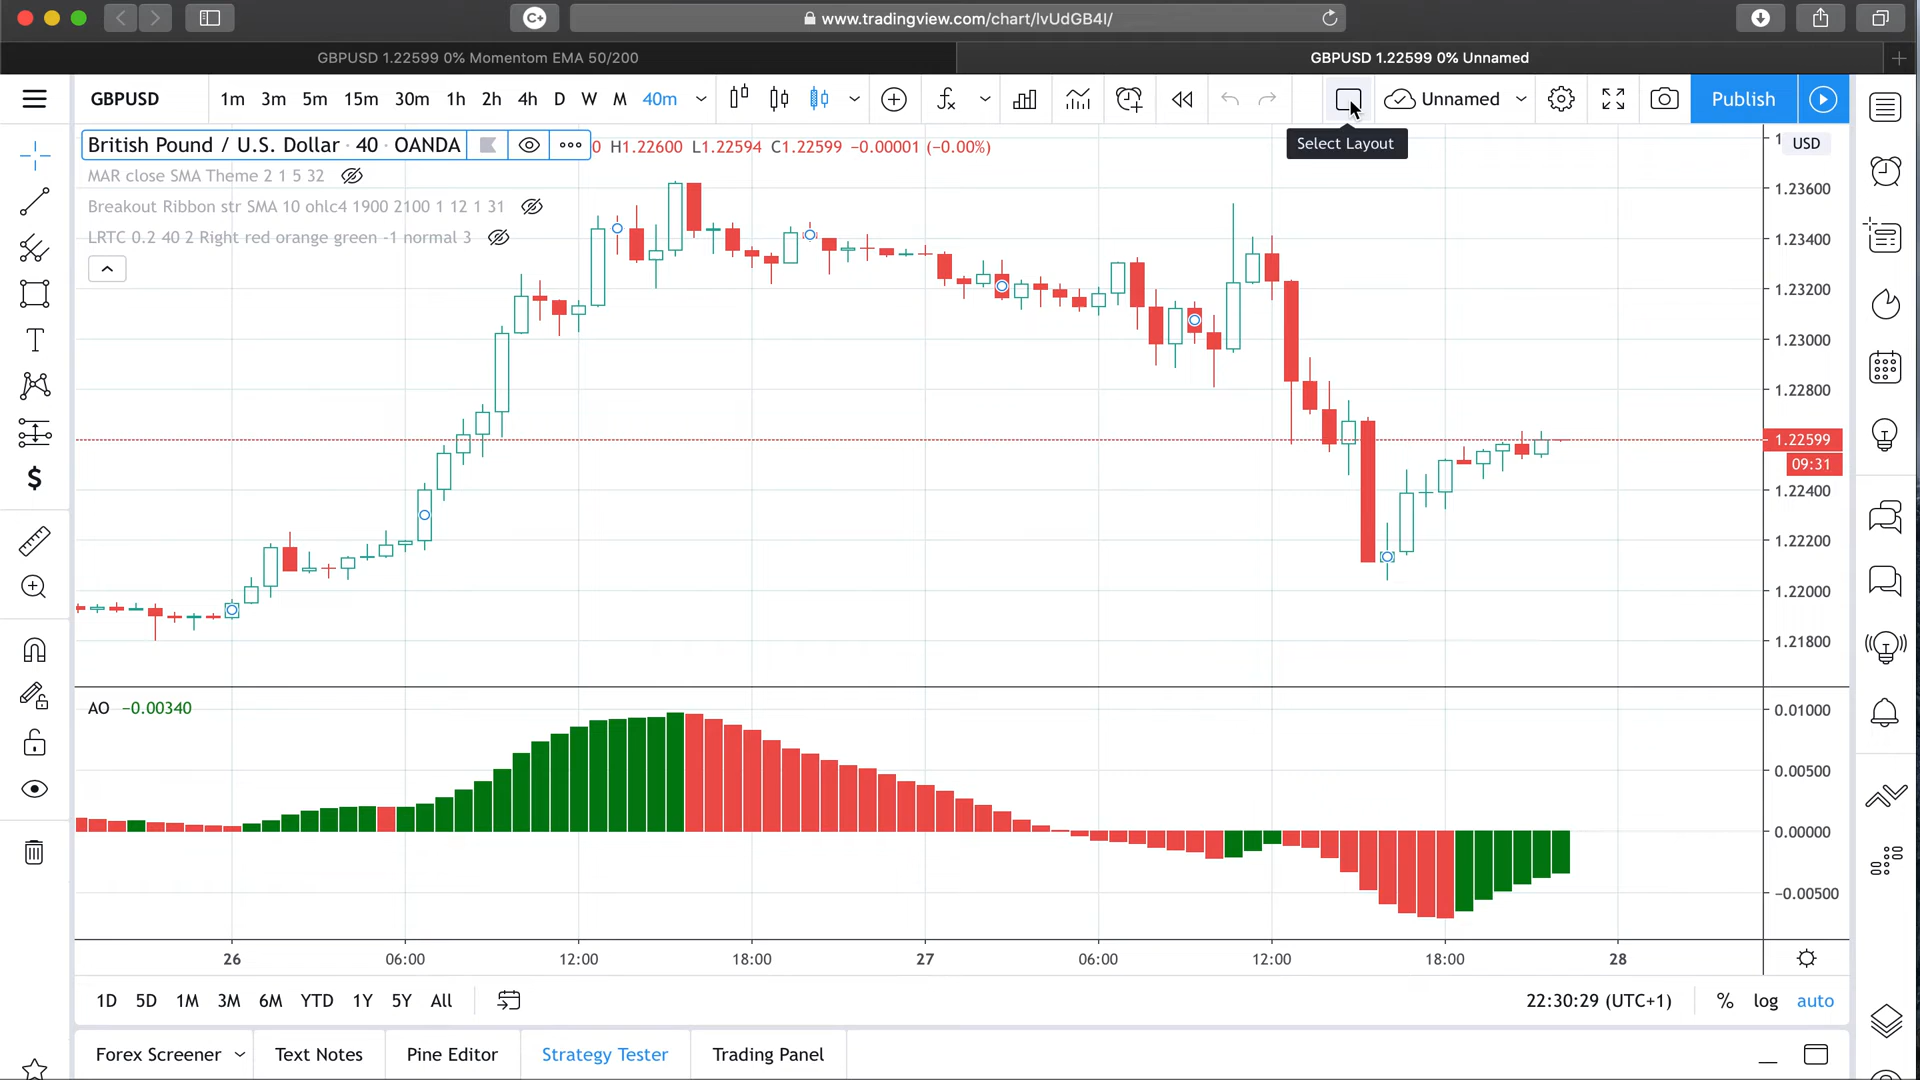 www.tradingview.com/chart/lvUdGB4I/
GBPUSD 1.22599 0% Momentom EMA 50/200
GBPUSD 1.22599 0% Unnamed
GBPUSD 1m 3m 5m 15m 30m 1h 2h 4h D W M 40m Unnamed Publish
Select Layout
British Pound / U.S. Dollar · 40 · OANDA 0 H1.22600 L1.22594 C1.22599 −0.00001 (−0.00%)
USD
MAR close SMA Theme 2 1 5 32
Breakout Ribbon str SMA 10 ohlc4 1900 2100 1 12 1 31
LRTC 0.2 40 2 Right red orange green -1 normal 3
1.23600
1.23400
1.23200
1.23000
1.22800
1.22599
09:31
1.22400
1.22200
1.22000
1.21800
AO −0.00340
0.01000
0.00500
0.00000
−0.00500
26 06:00 12:00 18:00 27 06:00 12:00 18:00 28
1D 5D 1M 3M 6M YTD 1Y 5Y All 22:30:29 (UTC+1) % log auto
Forex Screener Text Notes Pine Editor Strategy Tester Trading Panel